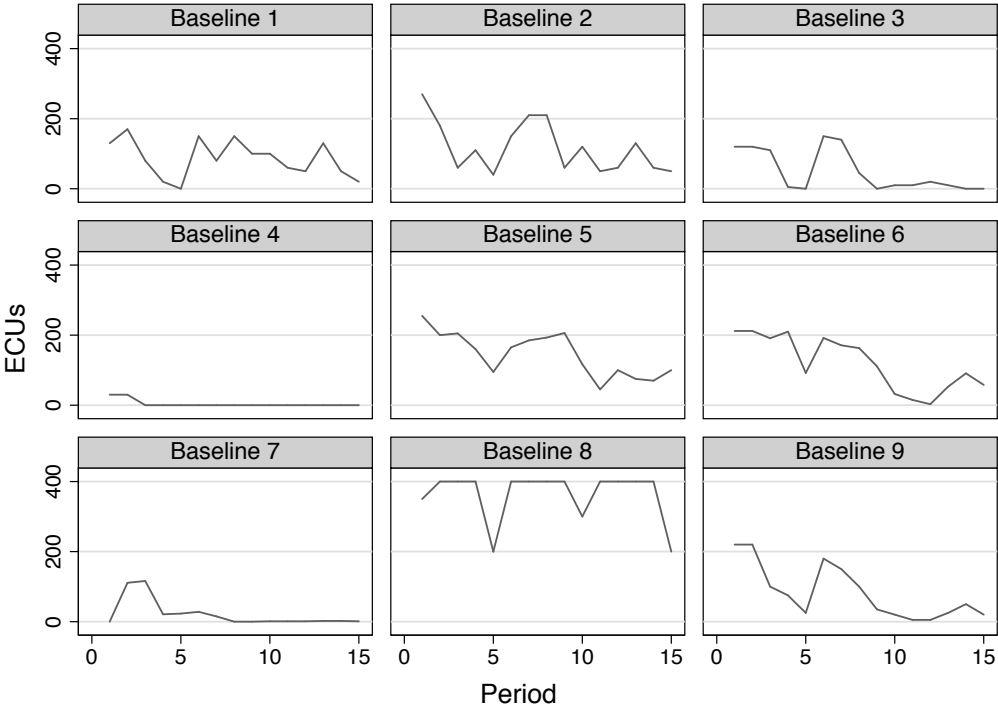 Baseline 1
Baseline 2
Baseline 3
400
200
0
Baseline 4
Baseline 5
Baseline 6
400
200
0
ECUs
Baseline 7
Baseline 8
Baseline 9
400
200
0
0 5 10 15
0 5 10 15
0 5 10 15
Period